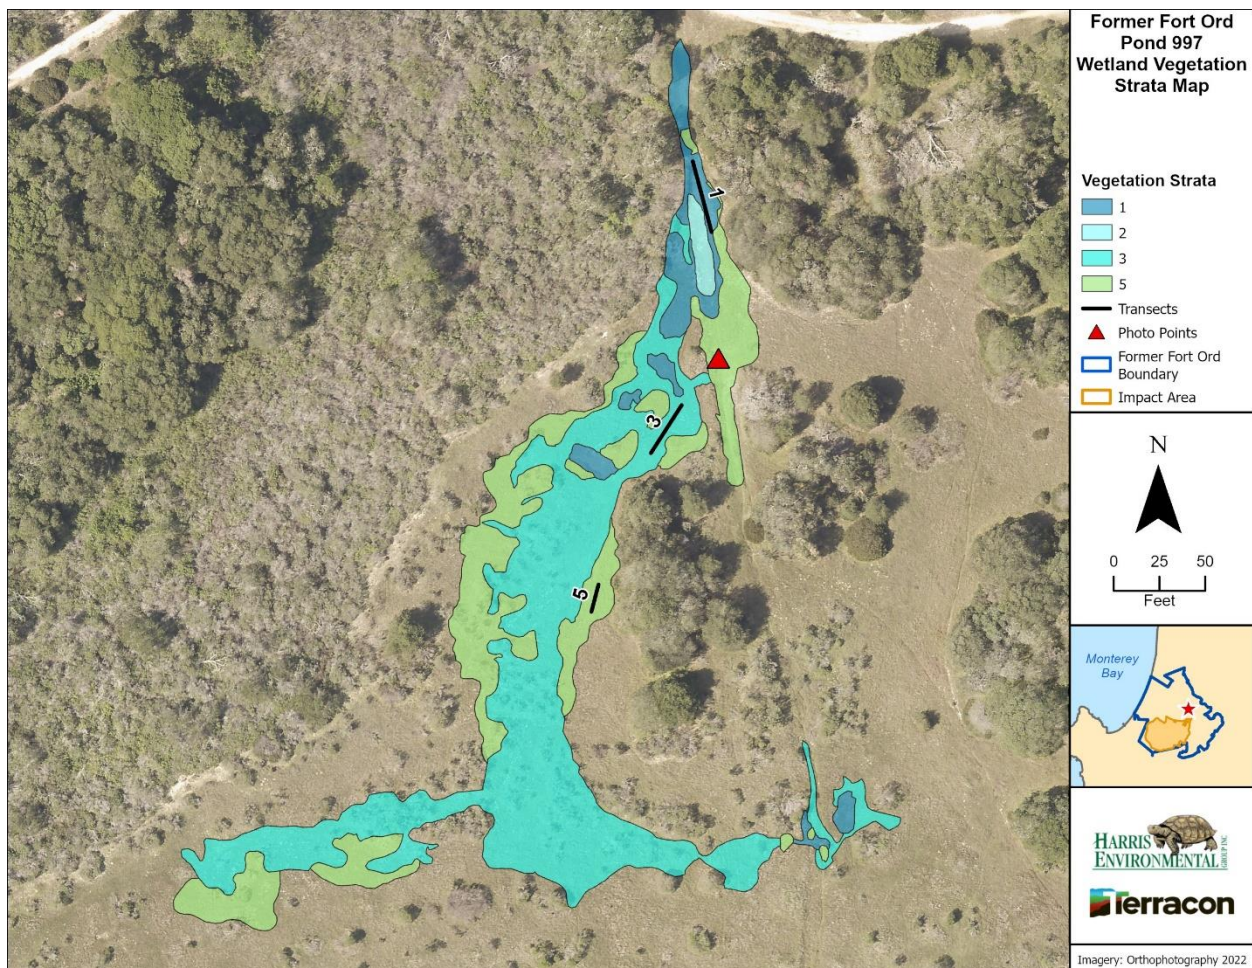 Former Fort Ord
Pond 997
Wetland Vegetation
Strata Map
Vegetation Strata
1
2
3
5
Transects
Photo Points
Former Fort Ord
Boundary
Impact Area
N
0 25 50
Feet
Monterey
Bay
HARRIS
ENVIRONMENTAL
GROUP INC
Terracon
Imagery: Orthophotography 2022
1
3
5